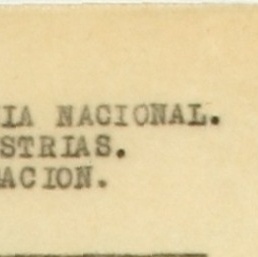 IA NACIONAL.
STRIAS.
ACION.